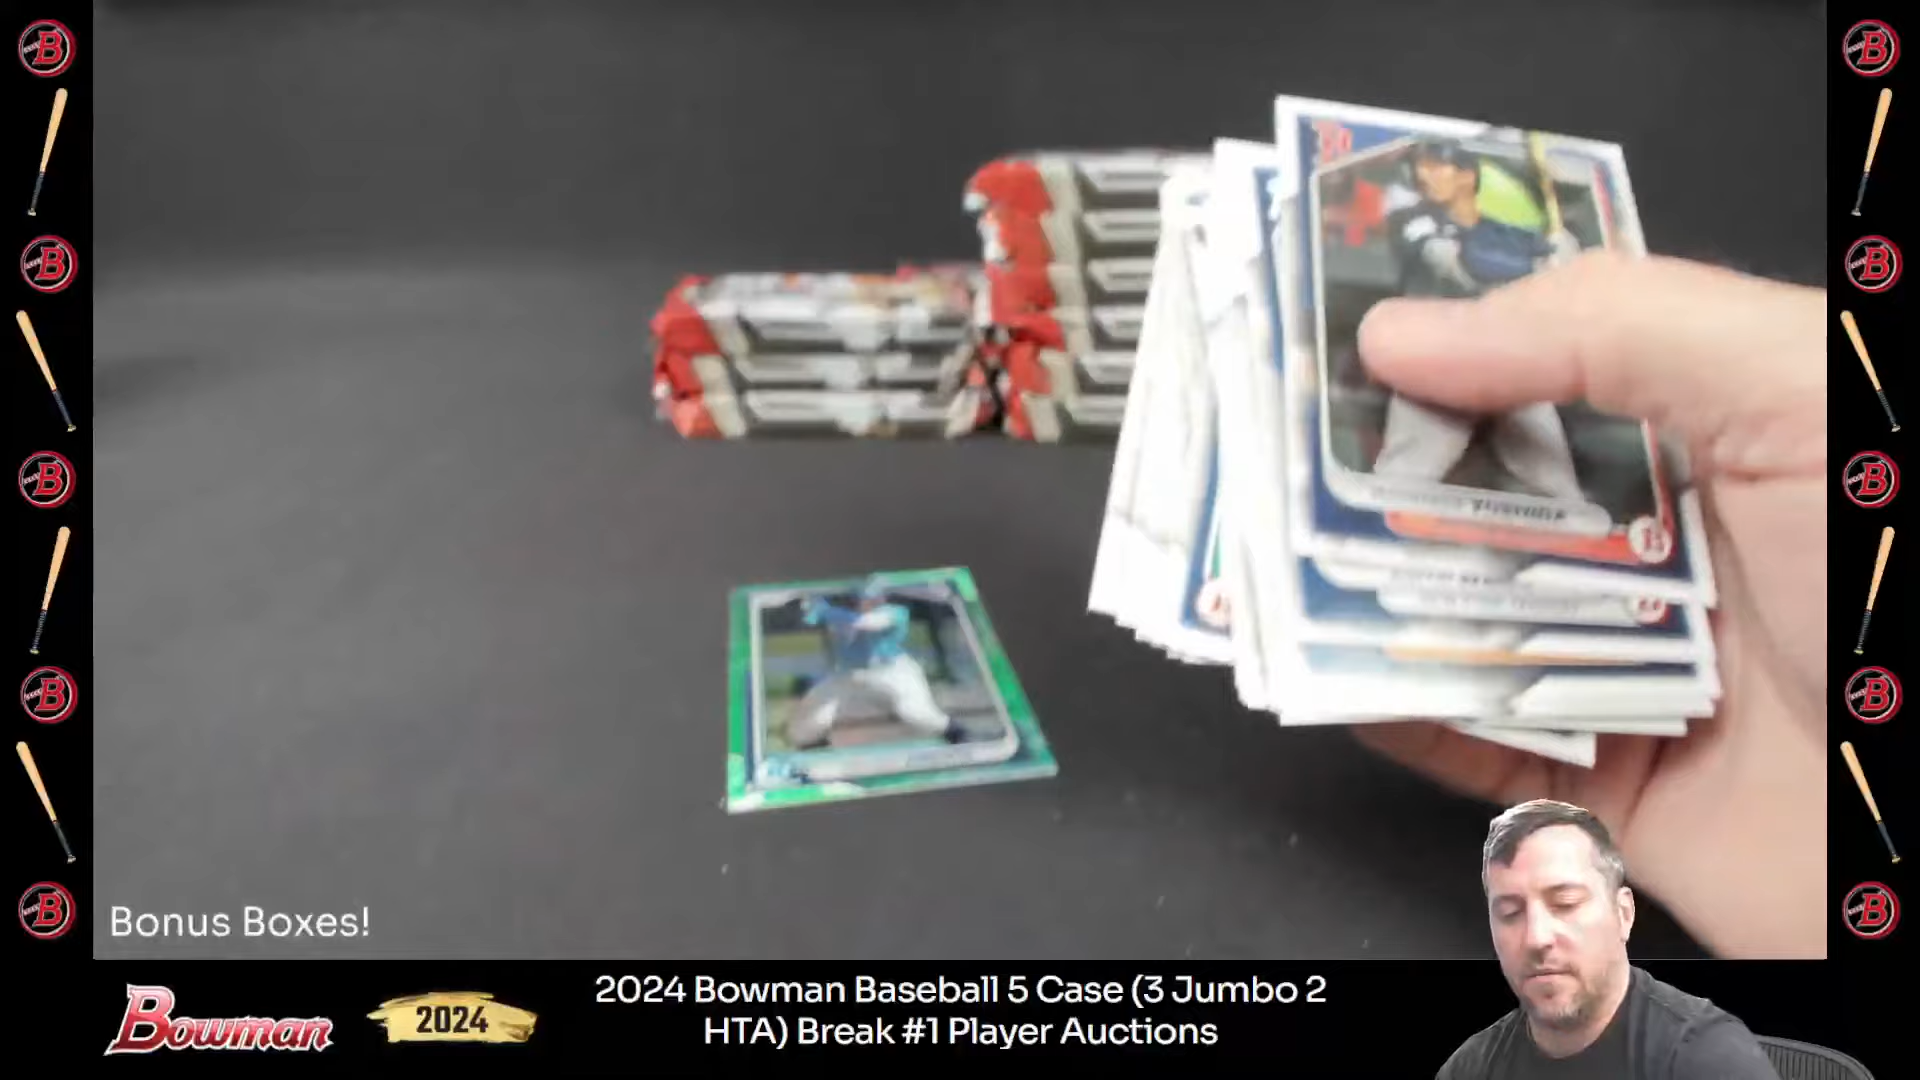 Bonus Boxes!
Bowman
2024
2024 Bowman Baseball 5 Case (3 Jumbo 2
HTA) Break #1 Player Auctions